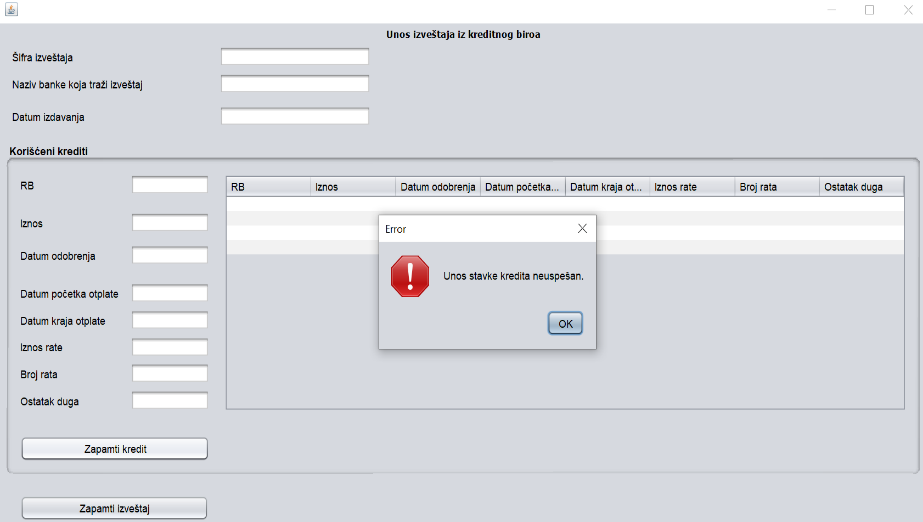 Unos izveštaja iz kreditnog biroa
Šifra izveštaja
Naziv banke koja traži izveštaj
Datum izdavanja
Korišćeni krediti
RB
Iznos
Datum odobrenja
Datum početka otplate
Datum kraja otplate
Iznos rate
Broj rata
Ostatak duga
RB Iznos Datum odobrenja Datum početka... Datum kraja ot... Iznos rate Broj rata Ostatak duga
Error
Unos stavke kredita neuspešan.
OK
Zapamti kredit
Zapamti izveštaj